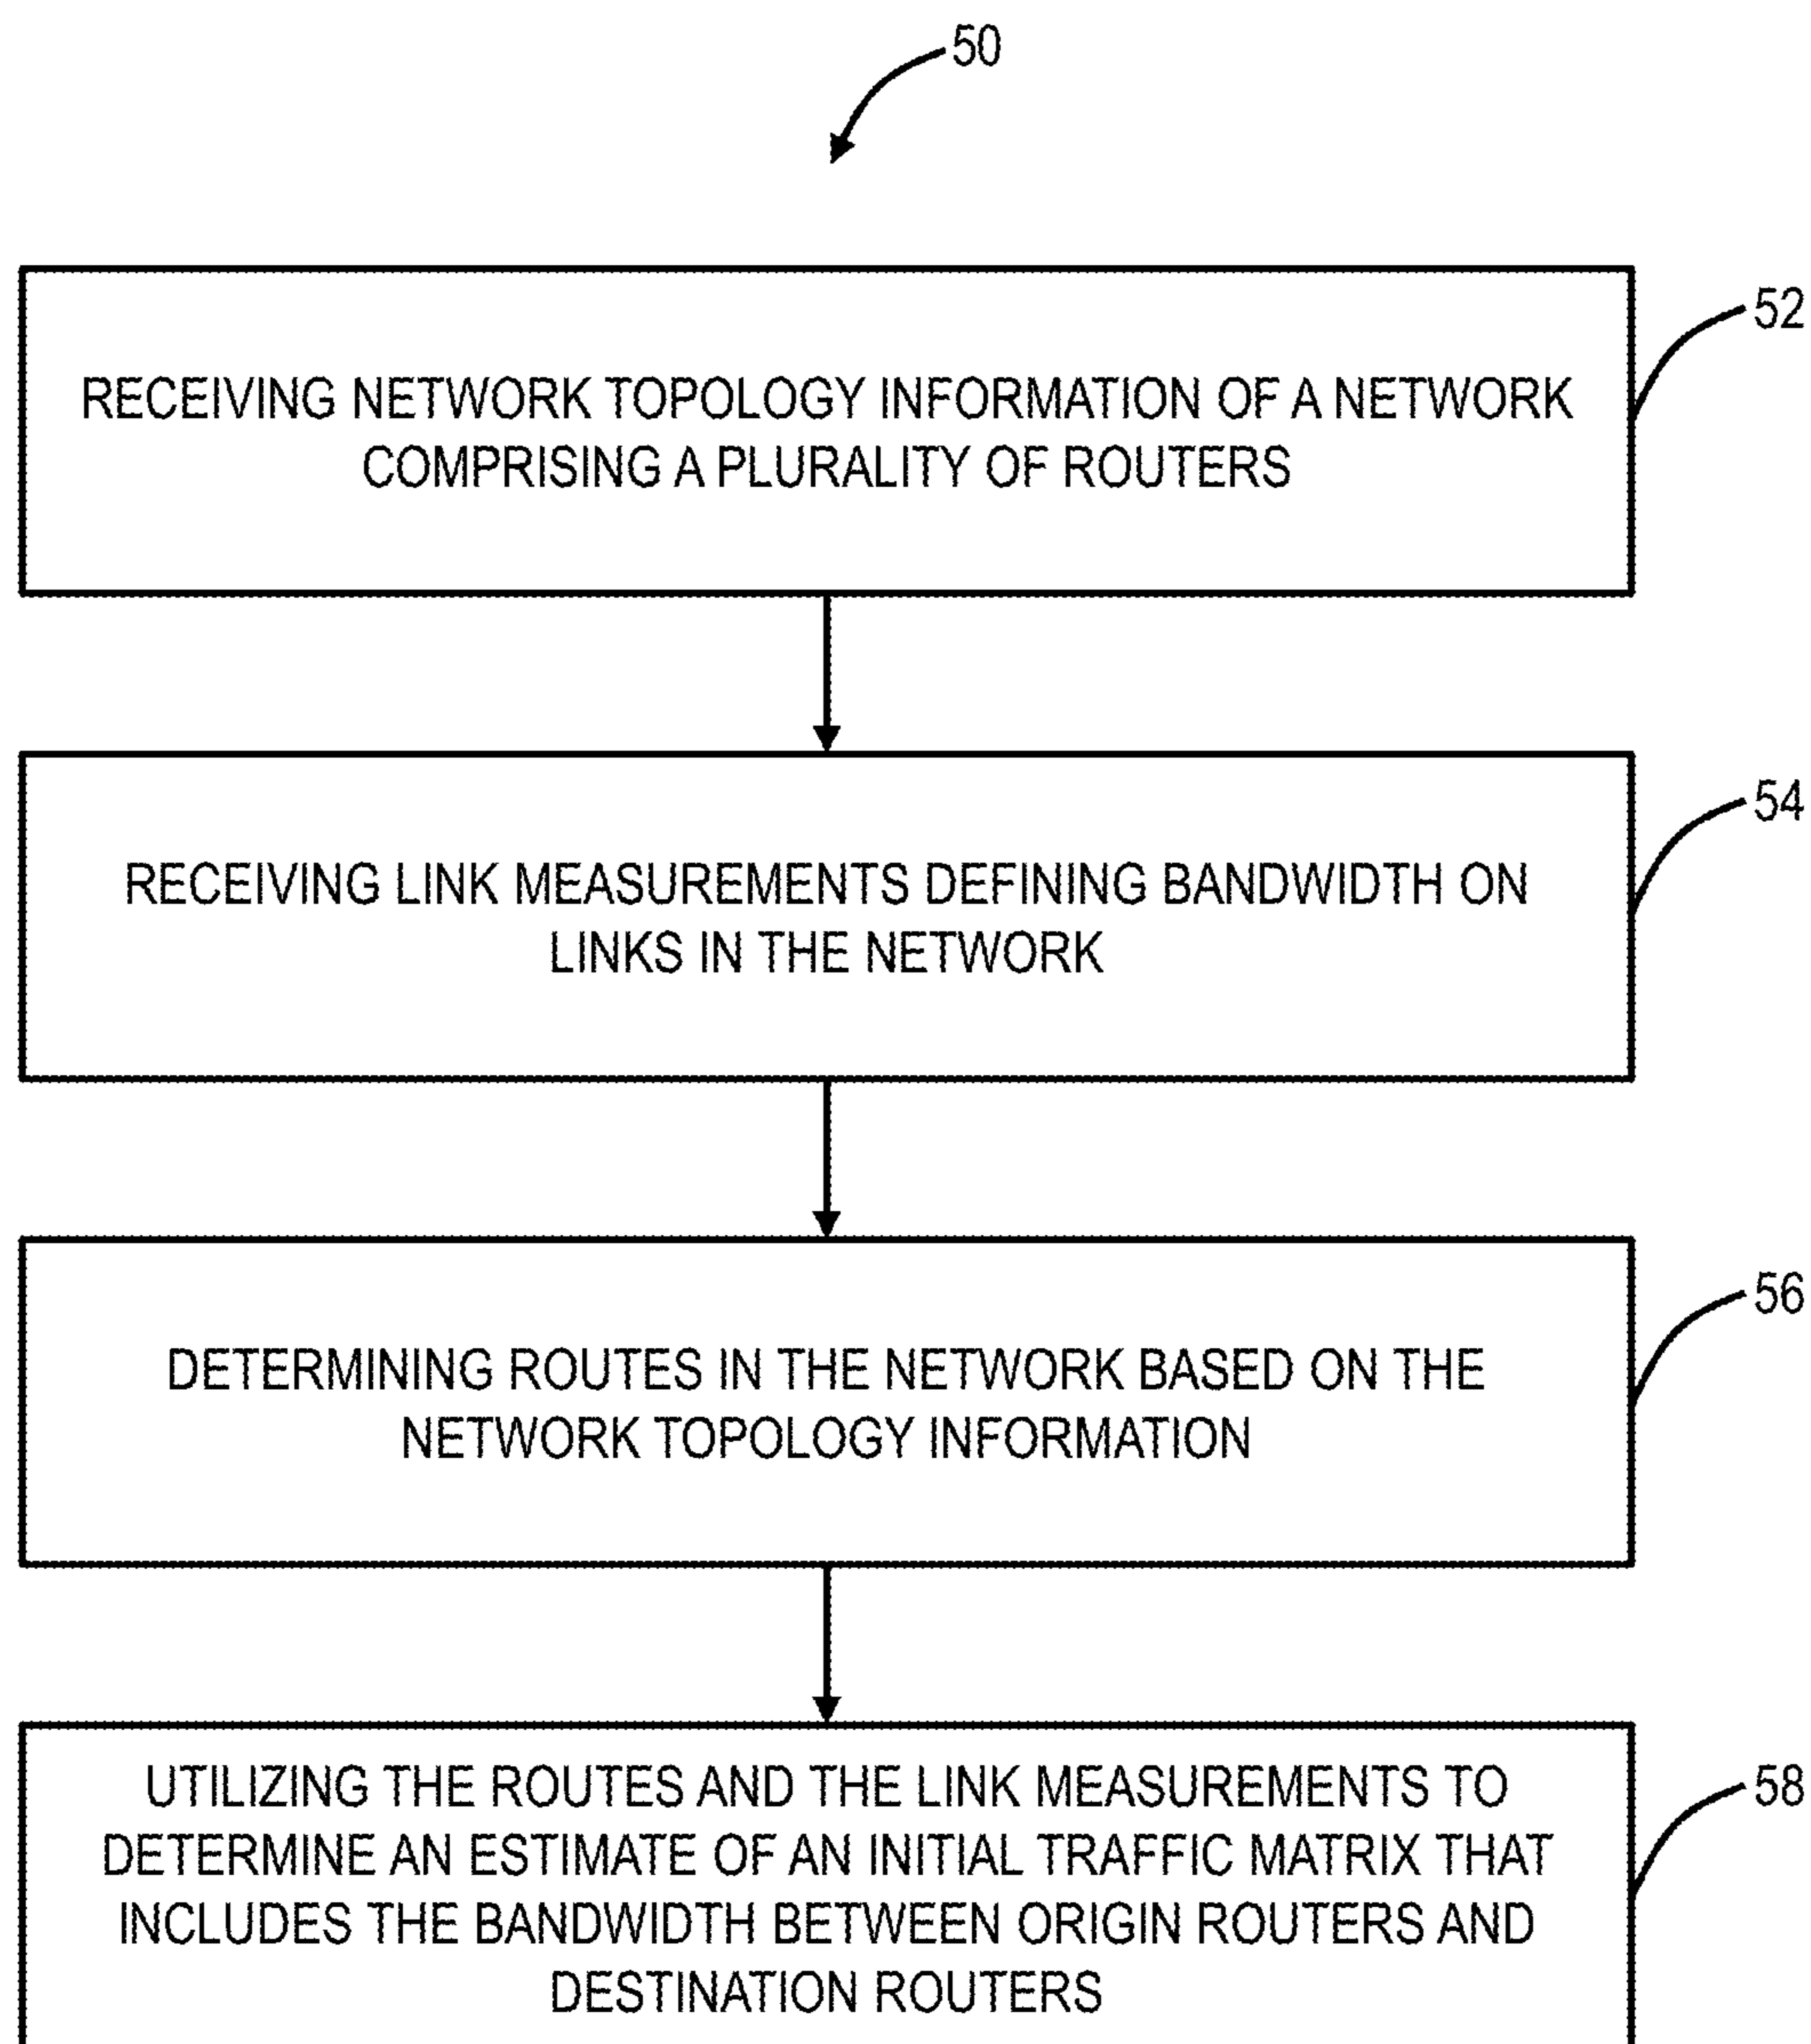 50
RECEIVING NETWORK TOPOLOGY INFORMATION OF A NETWORK
COMPRISING A PLURALITY OF ROUTERS
52
RECEIVING LINK MEASUREMENTS DEFINING BANDWIDTH ON
LINKS IN THE NETWORK
54
DETERMINING ROUTES IN THE NETWORK BASED ON THE
NETWORK TOPOLOGY INFORMATION
56
UTILIZING THE ROUTES AND THE LINK MEASUREMENTS TO
DETERMINE AN ESTIMATE OF AN INITIAL TRAFFIC MATRIX THAT
INCLUDES THE BANDWIDTH BETWEEN ORIGIN ROUTERS AND
DESTINATION ROUTERS
58